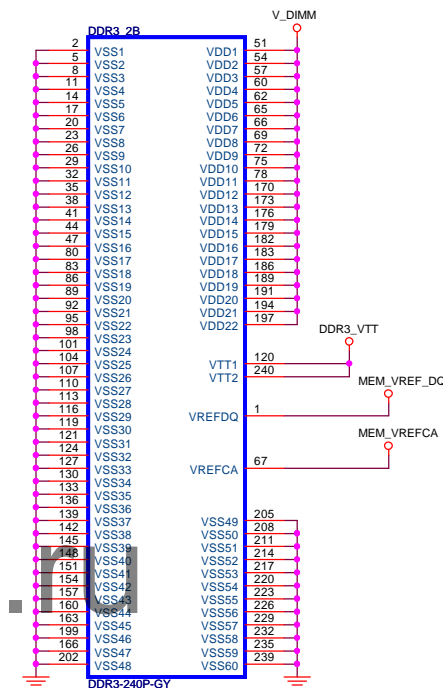 V_DIMM
DDR3_2B
2 VSS1 VDD1 51
5 VSS2 VDD2 54
8 VSS3 VDD3 57
11 VSS4 VDD4 60
14 VSS5 VDD5 62
17 VSS6 VDD6 65
20 VSS7 VDD7 66
23 VSS8 VDD8 69
26 VSS9 VDD9 72
29 VSS10 VDD10 75
32 VSS11 VDD11 78
35 VSS12 VDD12 170
38 VSS13 VDD13 173
41 VSS14 VDD14 176
44 VSS15 VDD15 179
47 VSS16 VDD16 182
80 VSS17 VDD17 183
83 VSS18 VDD18 186
86 VSS19 VDD19 189
89 VSS20 VDD20 191
92 VSS21 VDD21 194
95 VSS22 VDD22 197
98 VSS23
DDR3_VTT
101 VSS24
104 VSS25 VTT1 120
107 VSS26 VTT2 240
MEM_VREF_DQ
110 VSS27
113 VSS28
116 VSS29 VREFDQ 1
119 VSS30
MEM_VREFCA
121 VSS31
124 VSS32
127 VSS33 VREFCA 67
130 VSS34
133 VSS35
136 VSS36
139 VSS37 VSS49 205
142 VSS38 VSS50 208
145 VSS39 VSS51 211
148 VSS40 VSS52 214
151 VSS41 VSS53 217
154 VSS42 VSS54 220
157 VSS43 VSS55 223
160 VSS44 VSS56 226
163 VSS45 VSS57 229
199 VSS46 VSS58 232
166 VSS47 VSS59 235
202 VSS48 VSS60 239
DDR3-240P-GY
.ru